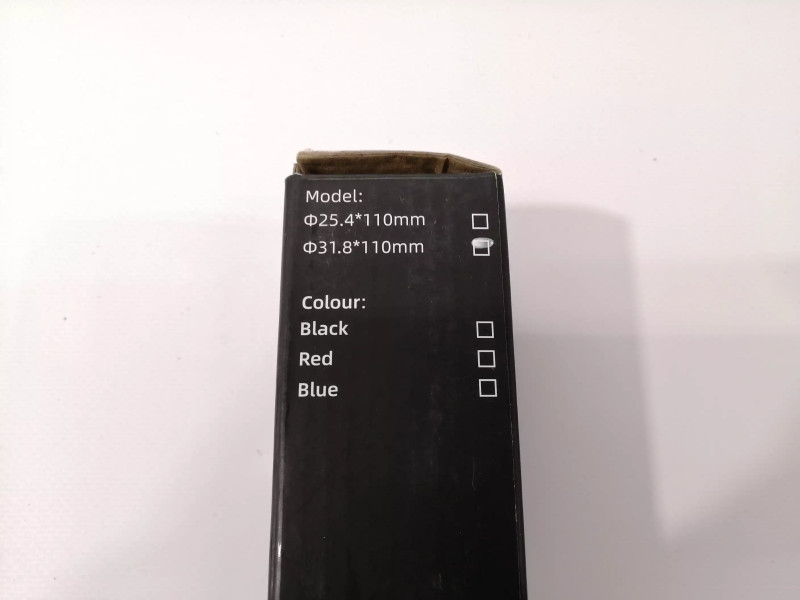 Model:
Φ25.4*110mm
Φ31.8*110mm
Colour:
Black
Red
Blue